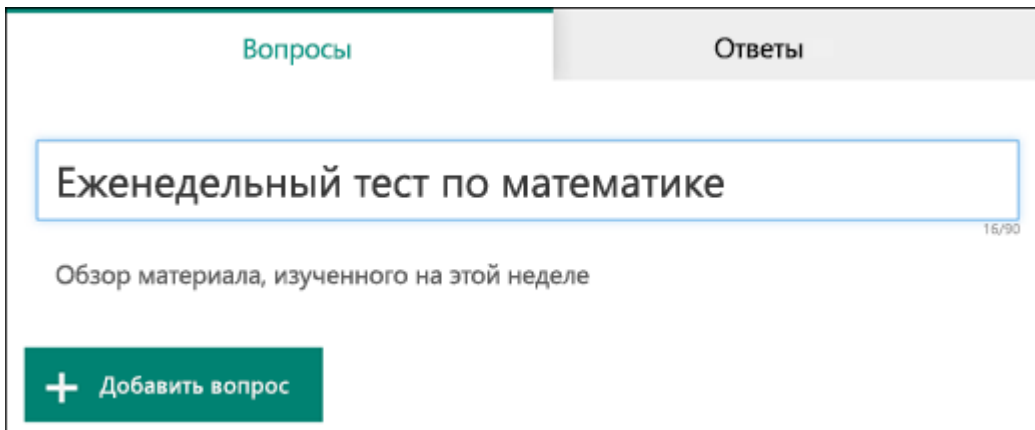 Вопросы
Ответы
Еженедельный тест по математике
16/90
Обзор материала, изученного на этой неделе
Добавить вопрос